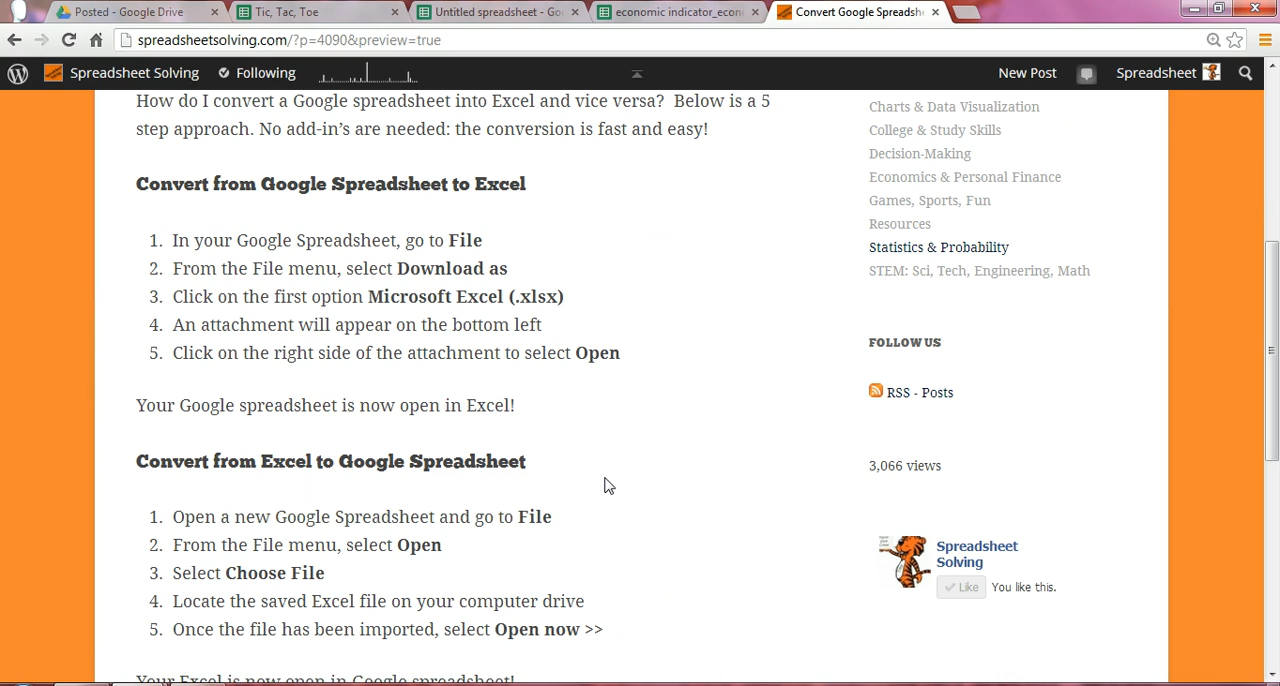 Posted - Google Drive
Tic, Tac, Toe
Untitled spreadsheet - Go
economic indicator_econ
Convert Google Spreadsh
spreadsheetsolving.com/?p=4090&preview=true
Spreadsheet Solving
Following
New Post
Spreadsheet
How do I convert a Google spreadsheet into Excel and vice versa? Below is a 5
step approach. No add-in's are needed: the conversion is fast and easy!
Convert from Google Spreadsheet to Excel
1. In your Google Spreadsheet, go to File
2. From the File menu, select Download as
3. Click on the first option Microsoft Excel (.xlsx)
4. An attachment will appear on the bottom left
5. Click on the right side of the attachment to select Open
Your Google spreadsheet is now open in Excel!
Convert from Excel to Google Spreadsheet
1. Open a new Google Spreadsheet and go to File
2. From the File menu, select Open
3. Select Choose File
4. Locate the saved Excel file on your computer drive
5. Once the file has been imported, select Open now >>
Your Excel is now open in Google spreadsheet!
Charts & Data Visualization
College & Study Skills
Decision-Making
Economics & Personal Finance
Games, Sports, Fun
Resources
Statistics & Probability
STEM: Sci, Tech, Engineering, Math
FOLLOW US
RSS - Posts
3,066 views
Spreadsheet
Solving
Like
You like this.